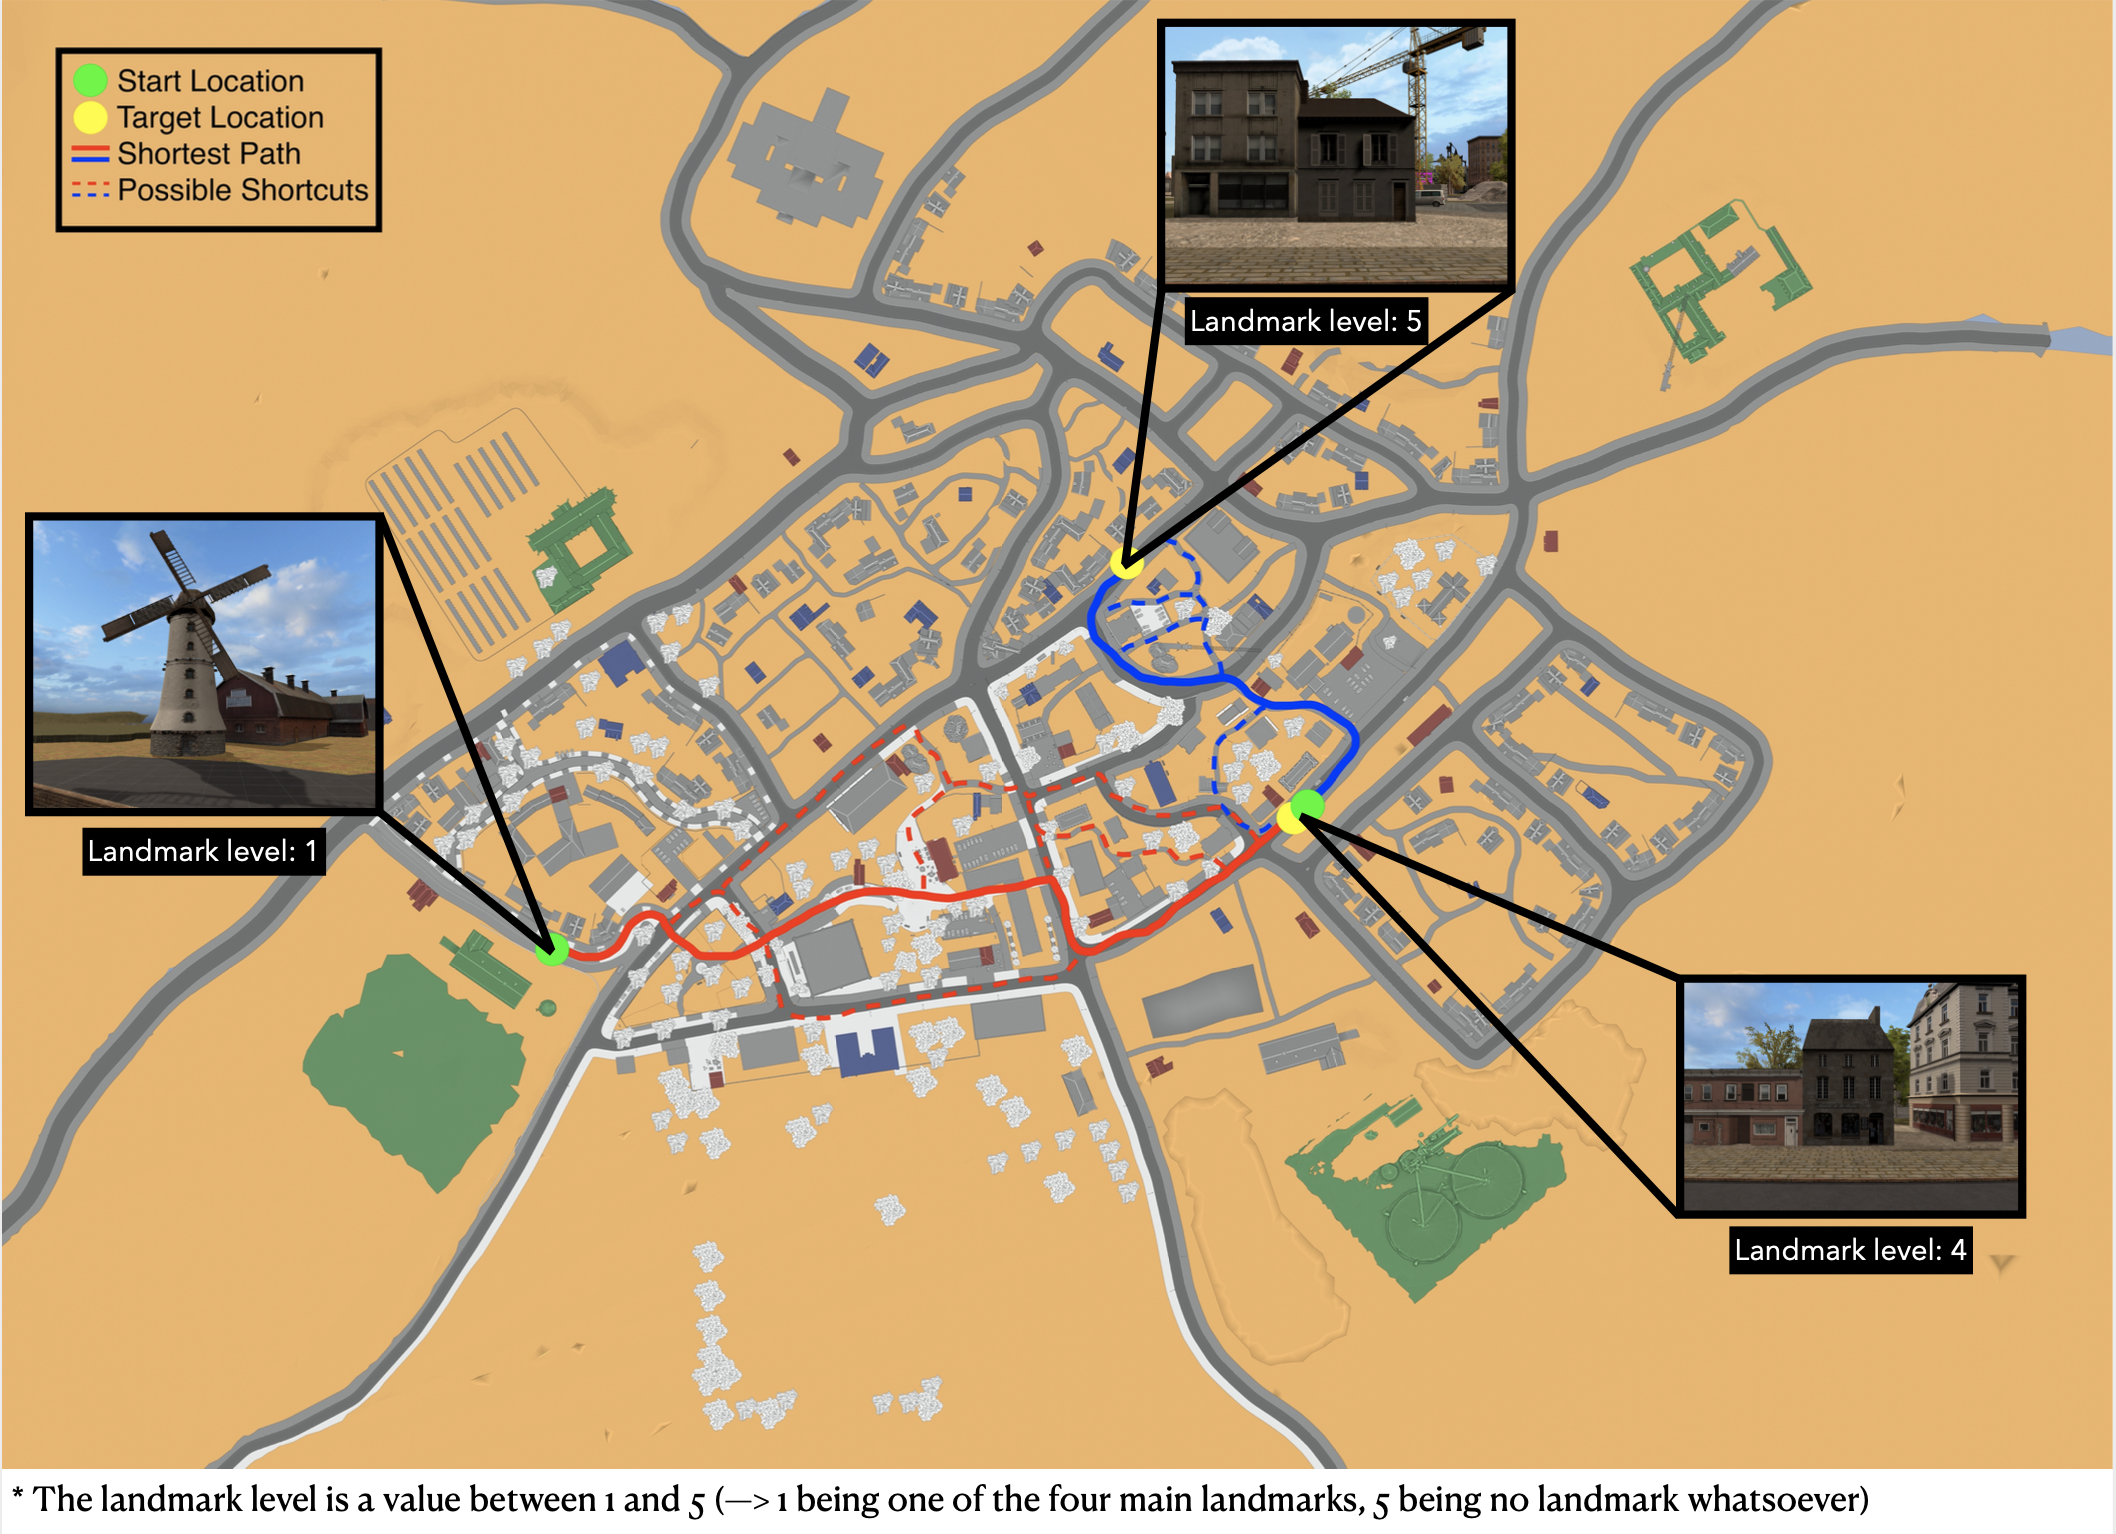 Start Location
Target Location
Shortest Path
Possible Shortcuts
Landmark level: 5
Landmark level: 1
Landmark level: 4
* The landmark level is a value between 1 and 5 (—> 1 being one of the four main landmarks, 5 being no landmark whatsoever)